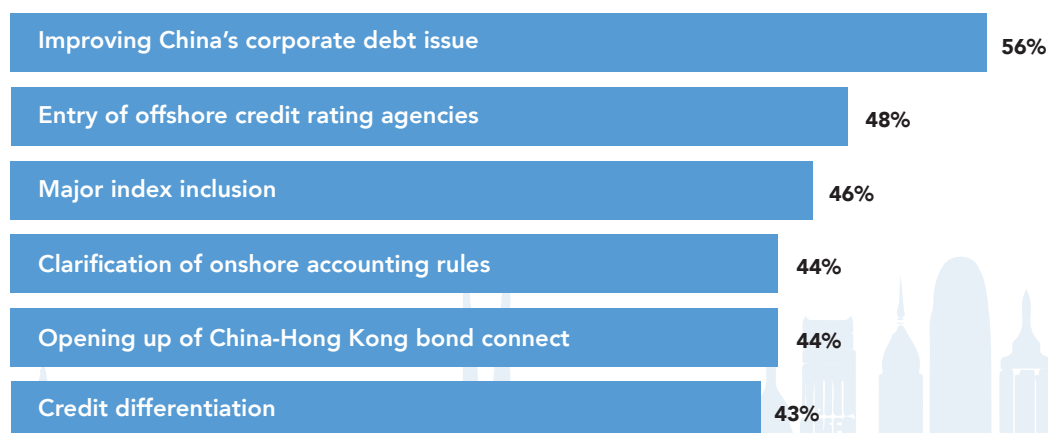 Improving China’s corporate debt issue 56%
Entry of offshore credit rating agencies 48%
Major index inclusion 46%
Clarification of onshore accounting rules 44%
Opening up of China-Hong Kong bond connect 44%
Credit differentiation 43%